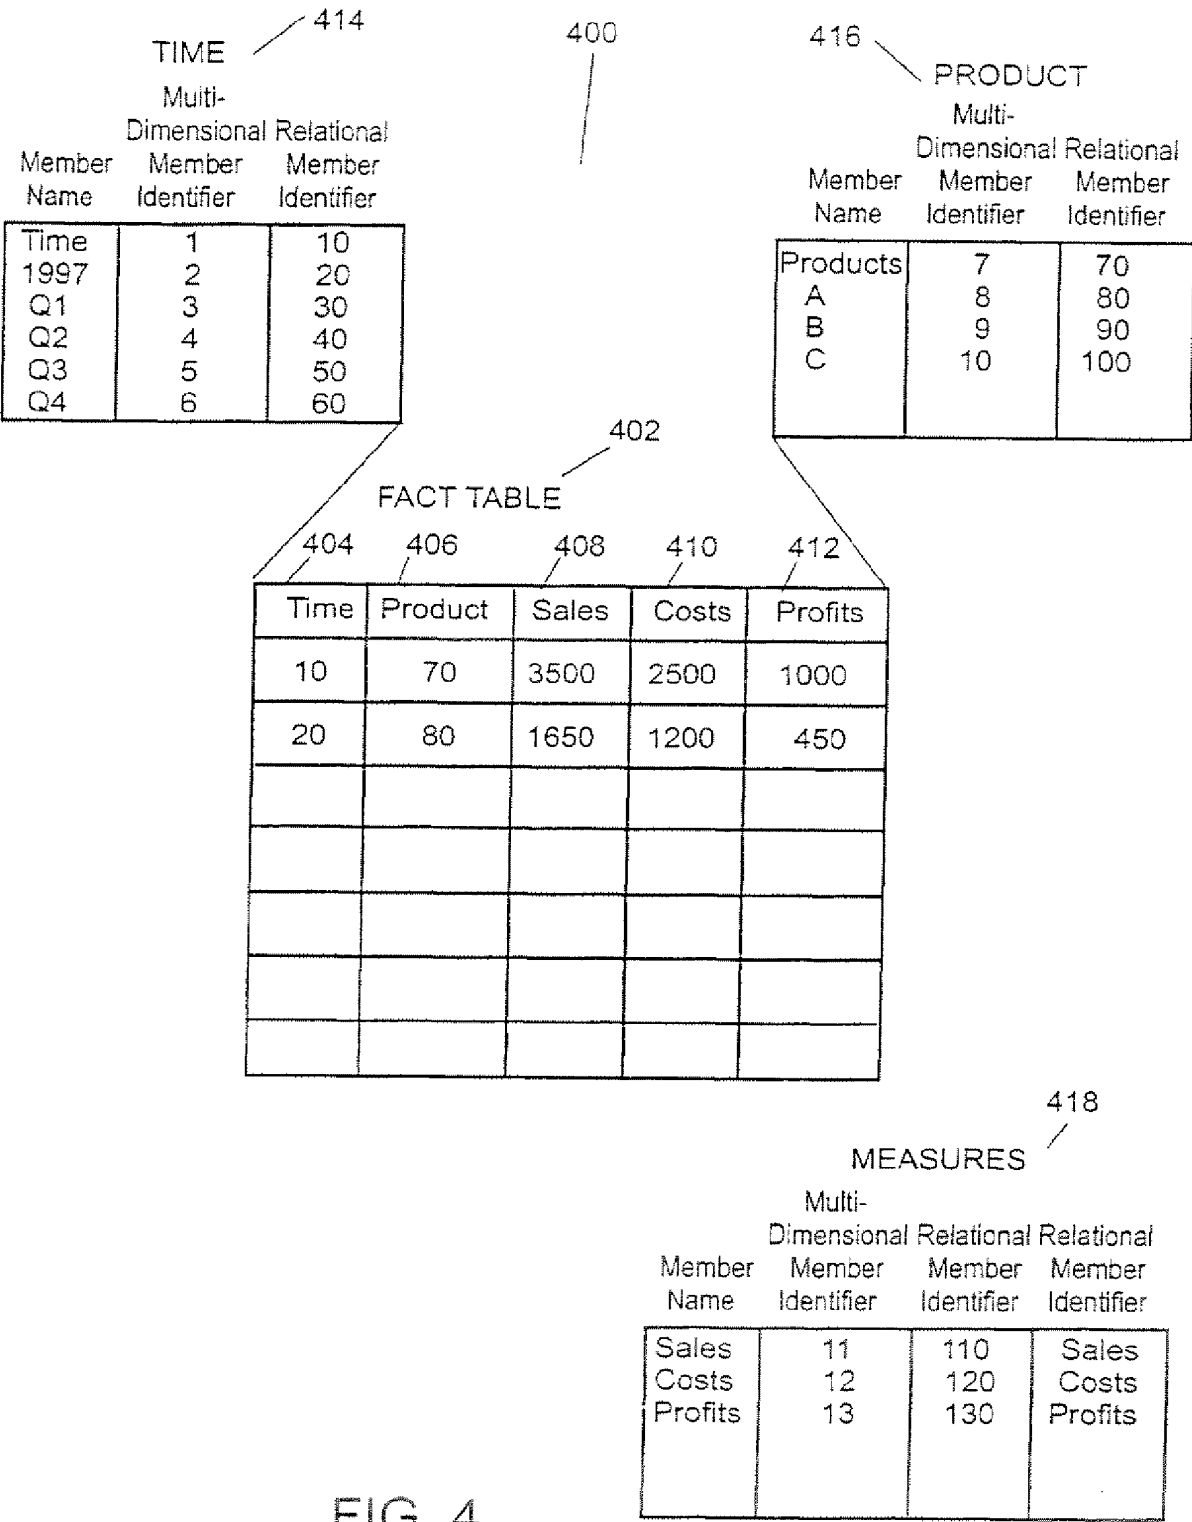 414
400
416
TIME
PRODUCT
Multi-
Dimensional Relational
Member Member Member
Name Identifier Identifier
Time 1 10
1997 2 20
Q1 3 30
Q2 4 40
Q3 5 50
Q4 6 60
Multi-
Dimensional Relational
Member Member Member
Name Identifier Identifier
Products 7 70
A 8 80
B 9 90
C 10 100
402
FACT TABLE
404 406 408 410 412
Time Product Sales Costs Profits
10 70 3500 2500 1000
20 80 1650 1200 450
418
MEASURES
Multi-
Dimensional Relational Relational
Member Member Member Member
Name Identifier Identifier Identifier
Sales 11 110 Sales
Costs 12 120 Costs
Profits 13 130 Profits
FIG. 4